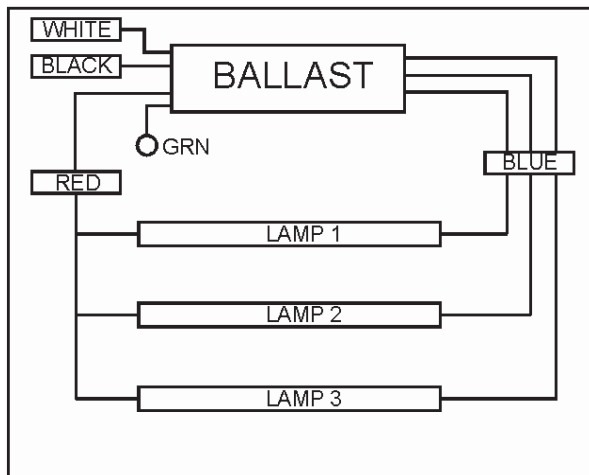 WHITE
BLACK
BALLAST
GRN
RED
BLUE
LAMP 1
LAMP 2
LAMP 3